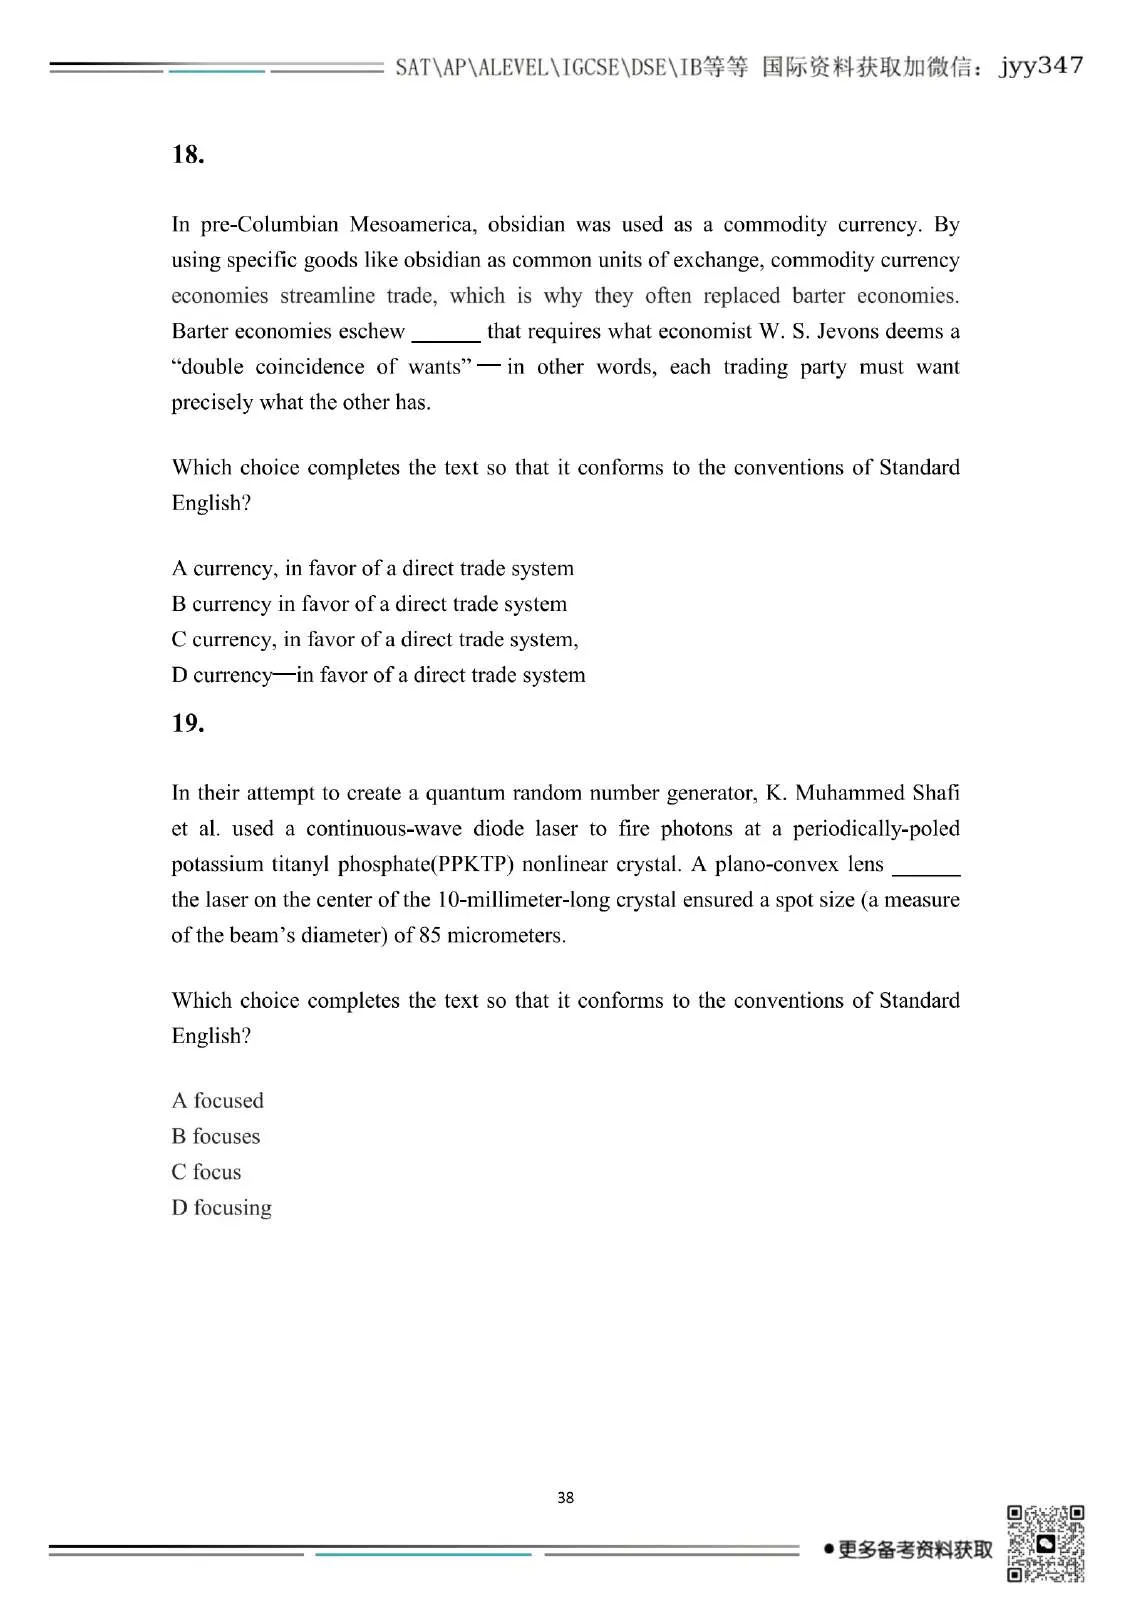 SAT\AP\ALEVEL\IGCSE\DSE\IB等等 国际资料获取加微信：jyy347
18.
In pre-Columbian Mesoamerica, obsidian was used as a commodity currency. By
using specific goods like obsidian as common units of exchange, commodity currency
economies streamline trade, which is why they often replaced barter economies.
Barter economies eschew ______ that requires what economist W. S. Jevons deems a
“double coincidence of wants”— in other words, each trading party must want
precisely what the other has.
Which choice completes the text so that it conforms to the conventions of Standard
English?
A currency, in favor of a direct trade system
B currency in favor of a direct trade system
C currency, in favor of a direct trade system,
D currency—in favor of a direct trade system
19.
In their attempt to create a quantum random number generator, K. Muhammed Shafi
et al. used a continuous-wave diode laser to fire photons at a periodically-poled
potassium titanyl phosphate(PPKTP) nonlinear crystal. A plano-convex lens ______
the laser on the center of the 10-millimeter-long crystal ensured a spot size (a measure
of the beam’s diameter) of 85 micrometers.
Which choice completes the text so that it conforms to the conventions of Standard
English?
A focused
B focuses
C focus
D focusing
38
●更多备考资料获取